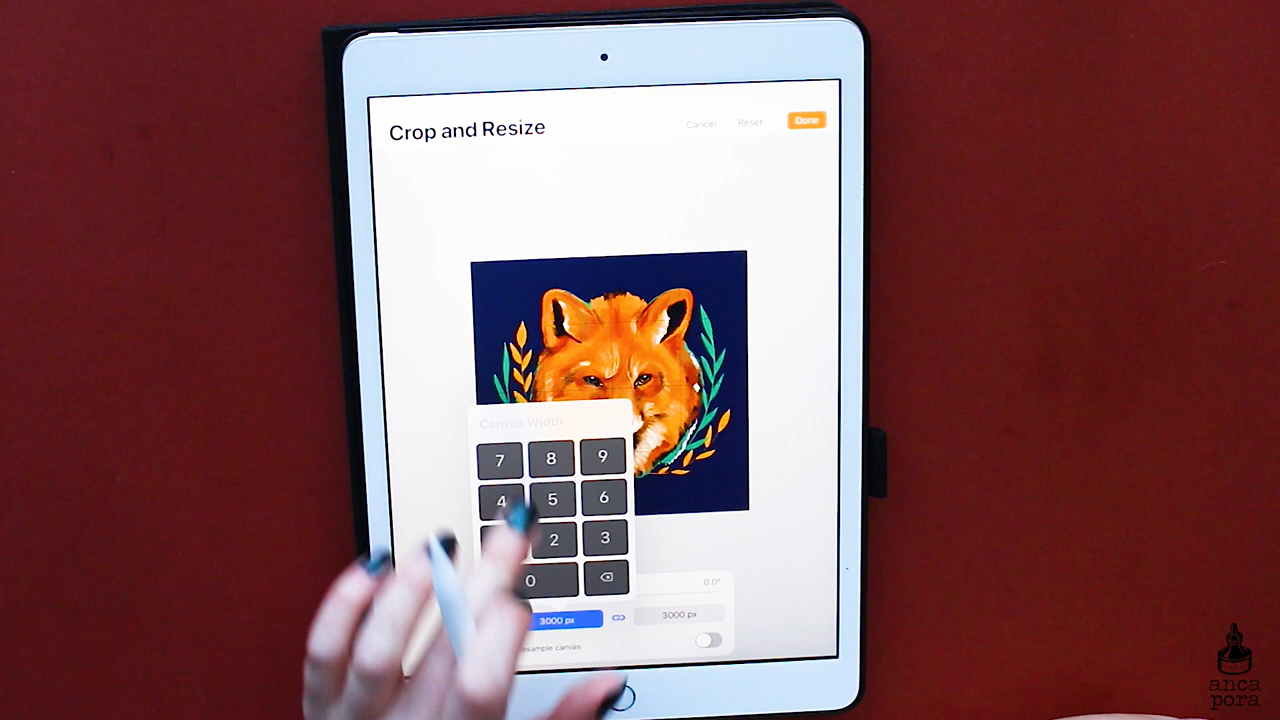 Crop and Resize
Cancel
Reset
Done
Canvas Width
7
8
9
4
5
6
2
3
0
0.0°
3000 px
3000 px
canvas
anca
pora